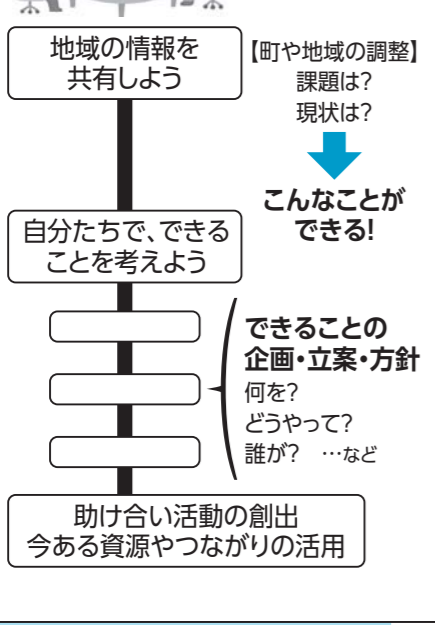 地域の情報を
共有しよう
【町や地域の調整】
課題は?
現状は?
こんなことが
できる!
自分たちで、できる
ことを考えよう
できることの
企画・立案・方針
何を?
どうやって?
誰が? …など
助け合い活動の創出
今ある資源やつながりの活用